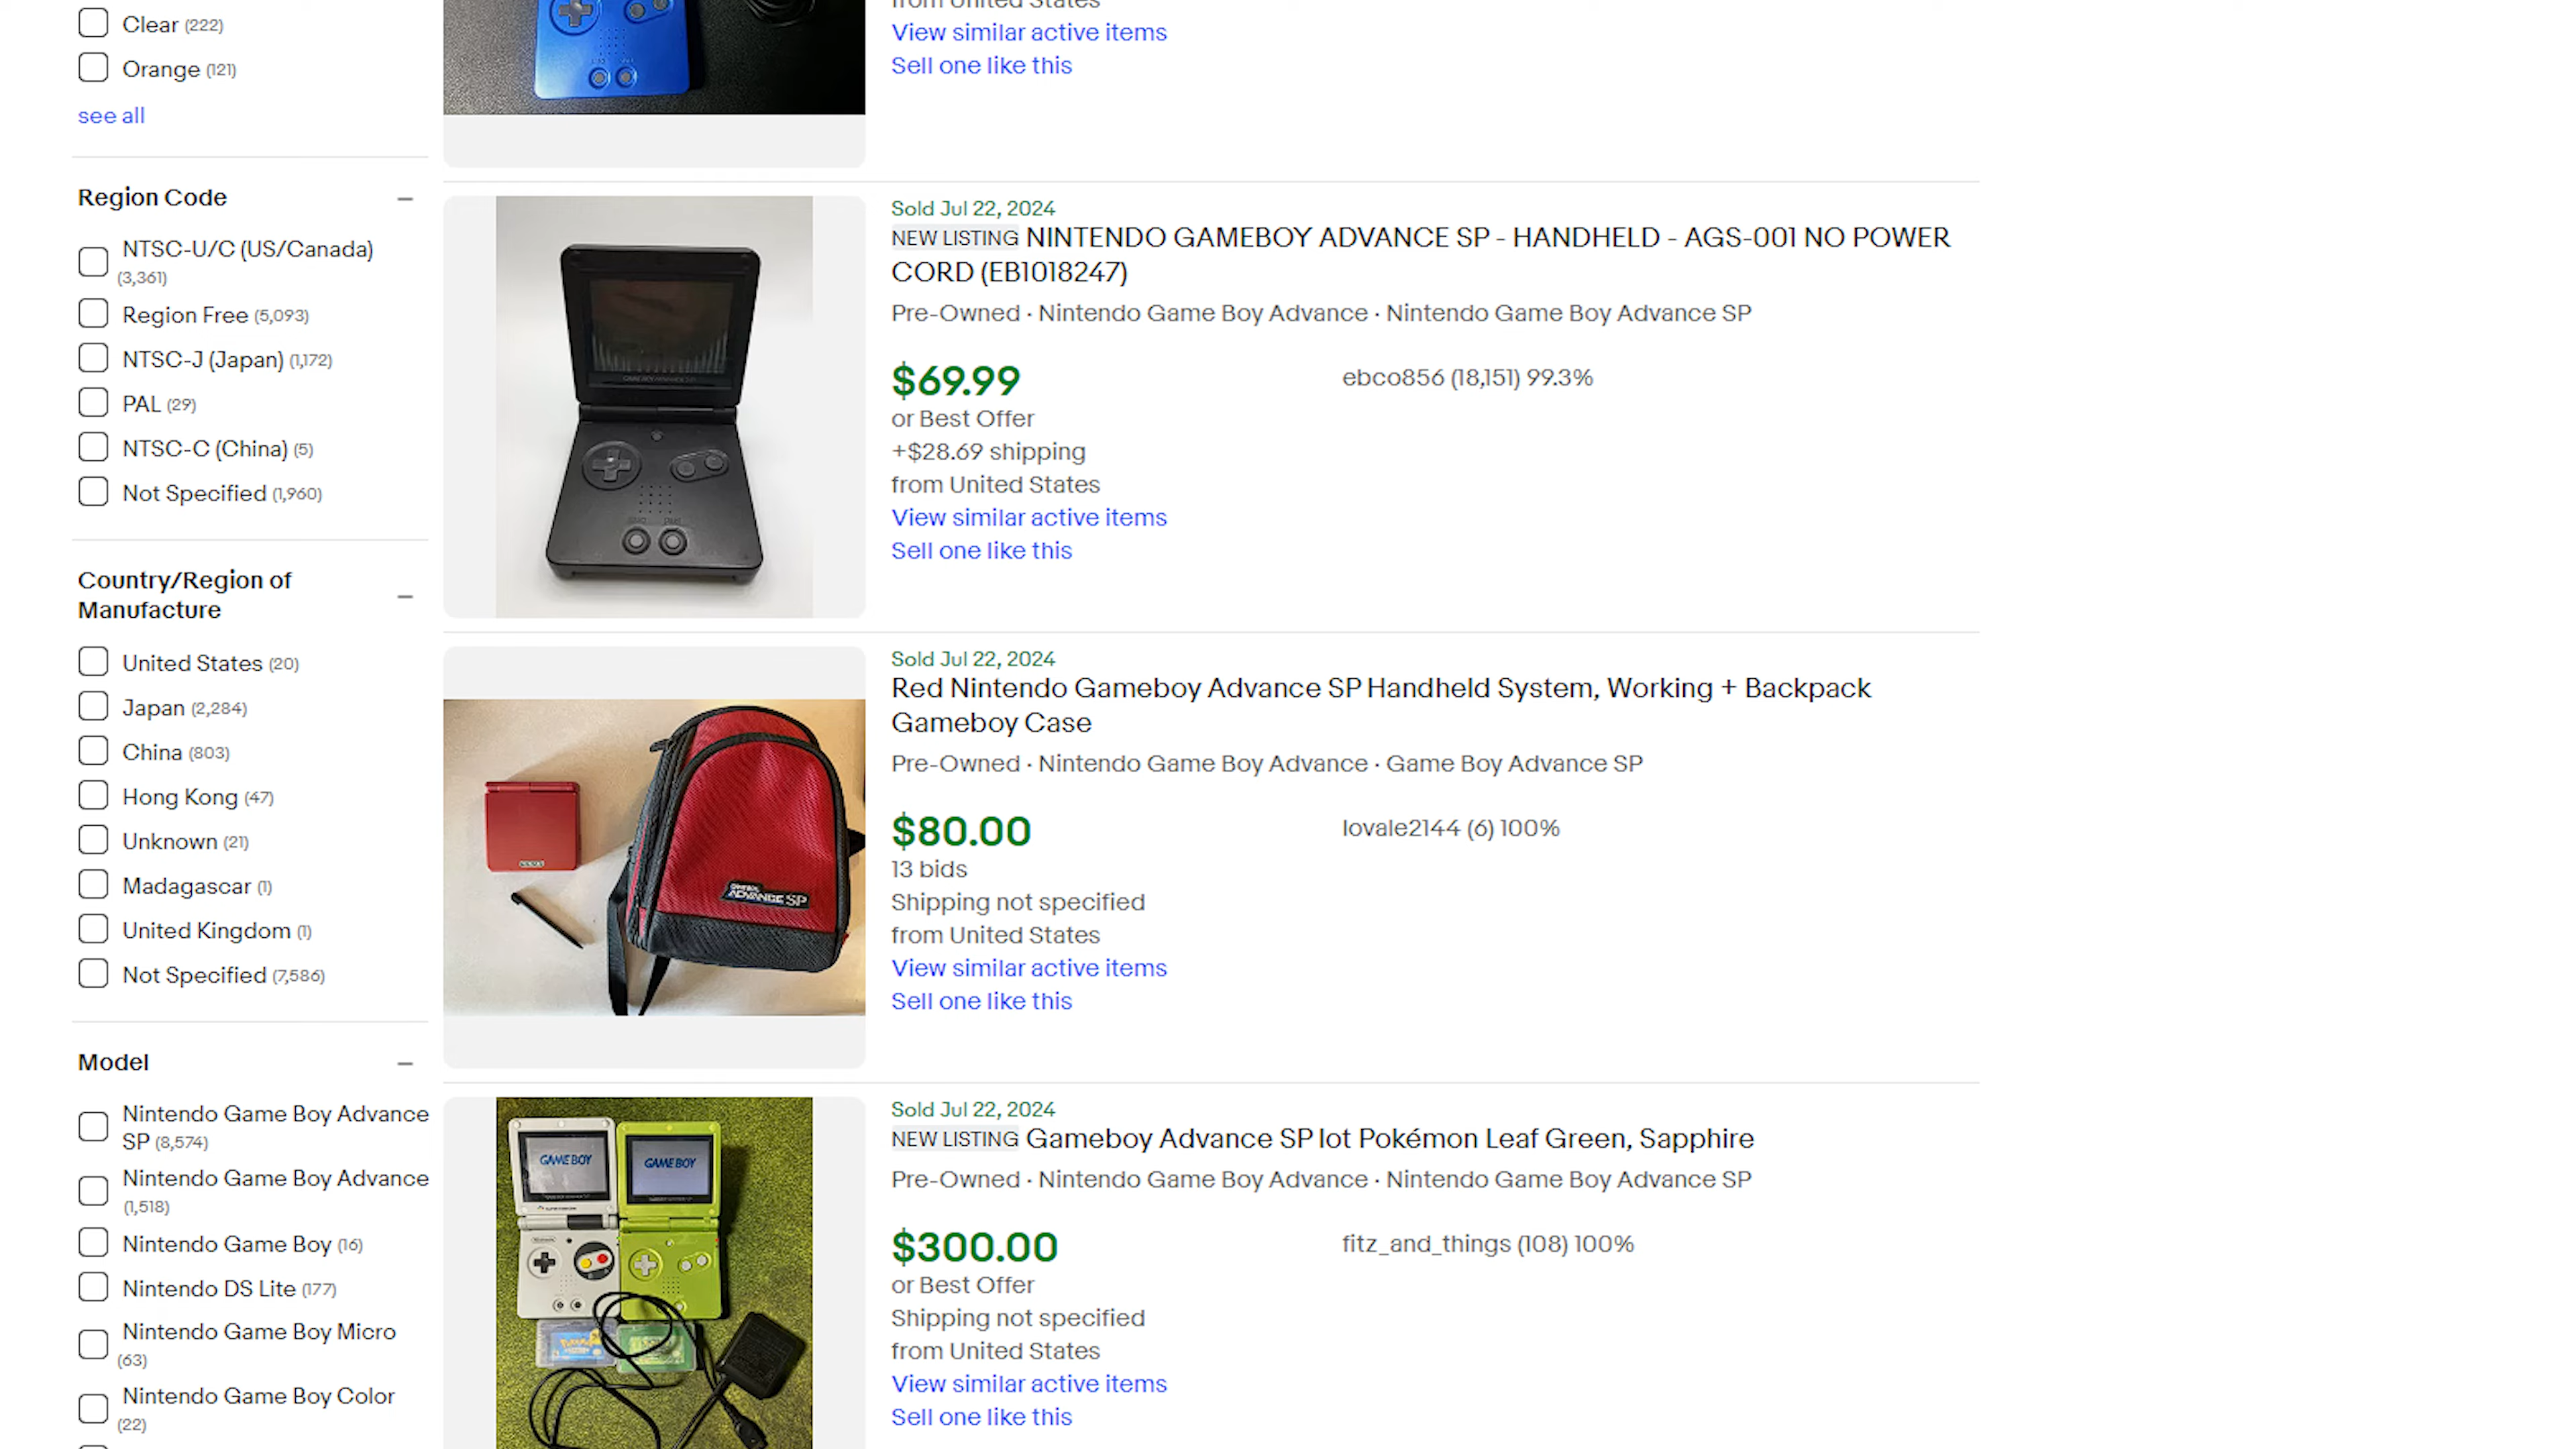 Clear (222)
Orange (121)
see all
Region Code
NTSC-U/C (US/Canada)
(3,361)
Region Free (5,093)
NTSC-J (Japan) (1,172)
PAL (29)
NTSC-C (China) (5)
Not Specified (1,960)
Country/Region of
Manufacture
United States (20)
Japan (2,284)
China (803)
Hong Kong (47)
Unknown (21)
Madagascar (1)
United Kingdom (1)
Not Specified (7,586)
Model
Nintendo Game Boy Advance
SP (8,574)
Nintendo Game Boy Advance
(1,518)
Nintendo Game Boy (16)
Nintendo DS Lite (177)
Nintendo Game Boy Micro
(63)
Nintendo Game Boy Color
(22)
from United States
View similar active items
Sell one like this
Sold Jul 22, 2024
NEW LISTING NINTENDO GAMEBOY ADVANCE SP - HANDHELD - AGS-001 NO POWER
CORD (EB1018247)
Pre-Owned · Nintendo Game Boy Advance · Nintendo Game Boy Advance SP
$69.99
ebco856 (18,151) 99.3%
or Best Offer
+$28.69 shipping
from United States
View similar active items
Sell one like this
Sold Jul 22, 2024
Red Nintendo Gameboy Advance SP Handheld System, Working + Backpack
Gameboy Case
Pre-Owned · Nintendo Game Boy Advance · Game Boy Advance SP
$80.00
lovale2144 (6) 100%
13 bids
Shipping not specified
from United States
View similar active items
Sell one like this
ADVANCE SP
Sold Jul 22, 2024
NEW LISTING Gameboy Advance SP lot Pokémon Leaf Green, Sapphire
Pre-Owned · Nintendo Game Boy Advance · Nintendo Game Boy Advance SP
$300.00
fitz_and_things (108) 100%
or Best Offer
Shipping not specified
from United States
View similar active items
Sell one like this
GAME BOY
GAME BOY